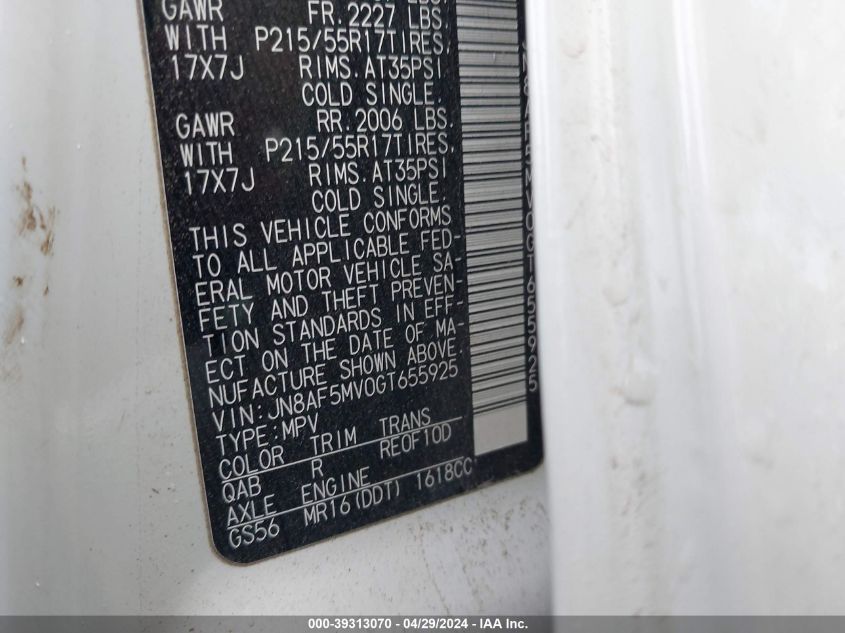 GAWR FR. 2227 LBS.
WITH P215/55R17TIRES,
17X7J RIMS. AT35PSI
COLD SINGLE.
GAWR RR. 2006 LBS.
WITH P215/55R17TIRES,
17X7J RIMS. AT35PSI
COLD SINGLE.
THIS VEHICLE CONFORMS
TO ALL APPLICABLE FED-
ERAL MOTOR VEHICLE SA-
FETY AND THEFT PREVEN-
TION STANDARDS IN EFF-
ECT ON THE DATE OF MA-
NUFACTURE SHOWN ABOVE.
VIN: JN8AF5MV0GT655925
TYPE: MPV
COLOR TRIM TRANS
QAB R RE0F10D
AXLE ENGINE
GS56 MR16(DDT) 1618CC
JN8AF5MV0GT655925
000-39313070 - 04/29/2024 - IAA Inc.